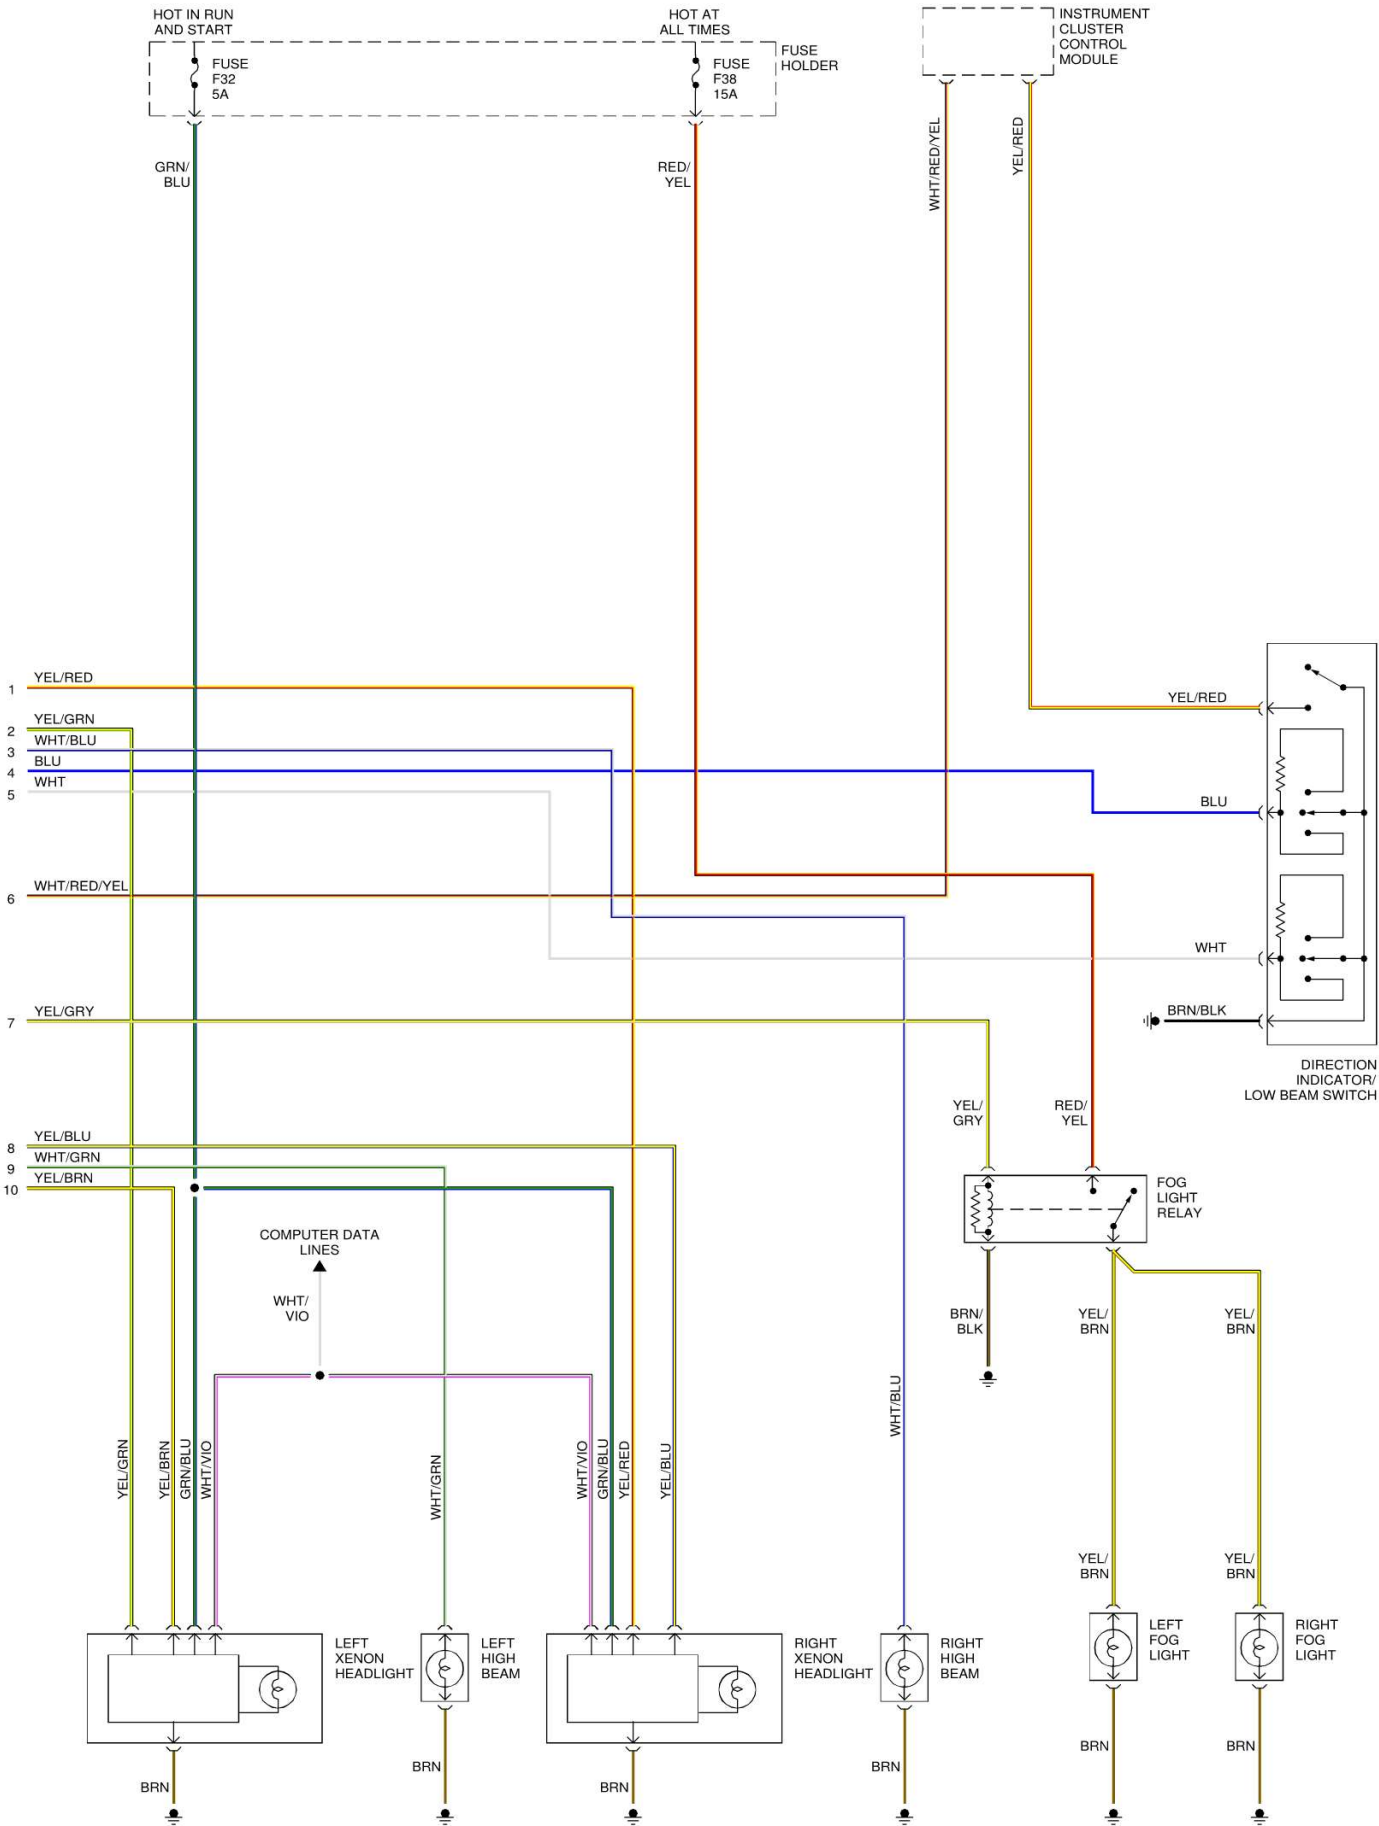 HOT IN RUN
AND START
HOT AT
ALL TIMES
INSTRUMENT
CLUSTER
CONTROL
MODULE
FUSE
HOLDER
FUSE
F32
5A
FUSE
F38
15A
GRN/
BLU
RED/
YEL
WHT/RED/YEL
YEL/RED
1
YEL/RED
2
YEL/GRN
3
WHT/BLU
4
BLU
5
WHT
6
WHT/RED/YEL
7
YEL/GRY
8
YEL/BLU
9
WHT/GRN
10
YEL/BRN
YEL/RED
BLU
WHT
BRN/BLK
DIRECTION
INDICATOR/
LOW BEAM SWITCH
YEL/
GRY
RED/
YEL
FOG
LIGHT
RELAY
COMPUTER DATA
LINES
WHT/
VIO
BRN/
BLK
YEL/
BRN
YEL/
BRN
YEL/GRN
YEL/BRN
GRN/BLU
WHT/VIO
WHT/GRN
WHT/VIO
GRN/BLU
YEL/RED
YEL/BLU
WHT/BLU
YEL/
BRN
YEL/
BRN
LEFT
XENON
HEADLIGHT
LEFT
HIGH
BEAM
RIGHT
XENON
HEADLIGHT
RIGHT
HIGH
BEAM
LEFT
FOG
LIGHT
RIGHT
FOG
LIGHT
BRN
BRN
BRN
BRN
BRN
BRN